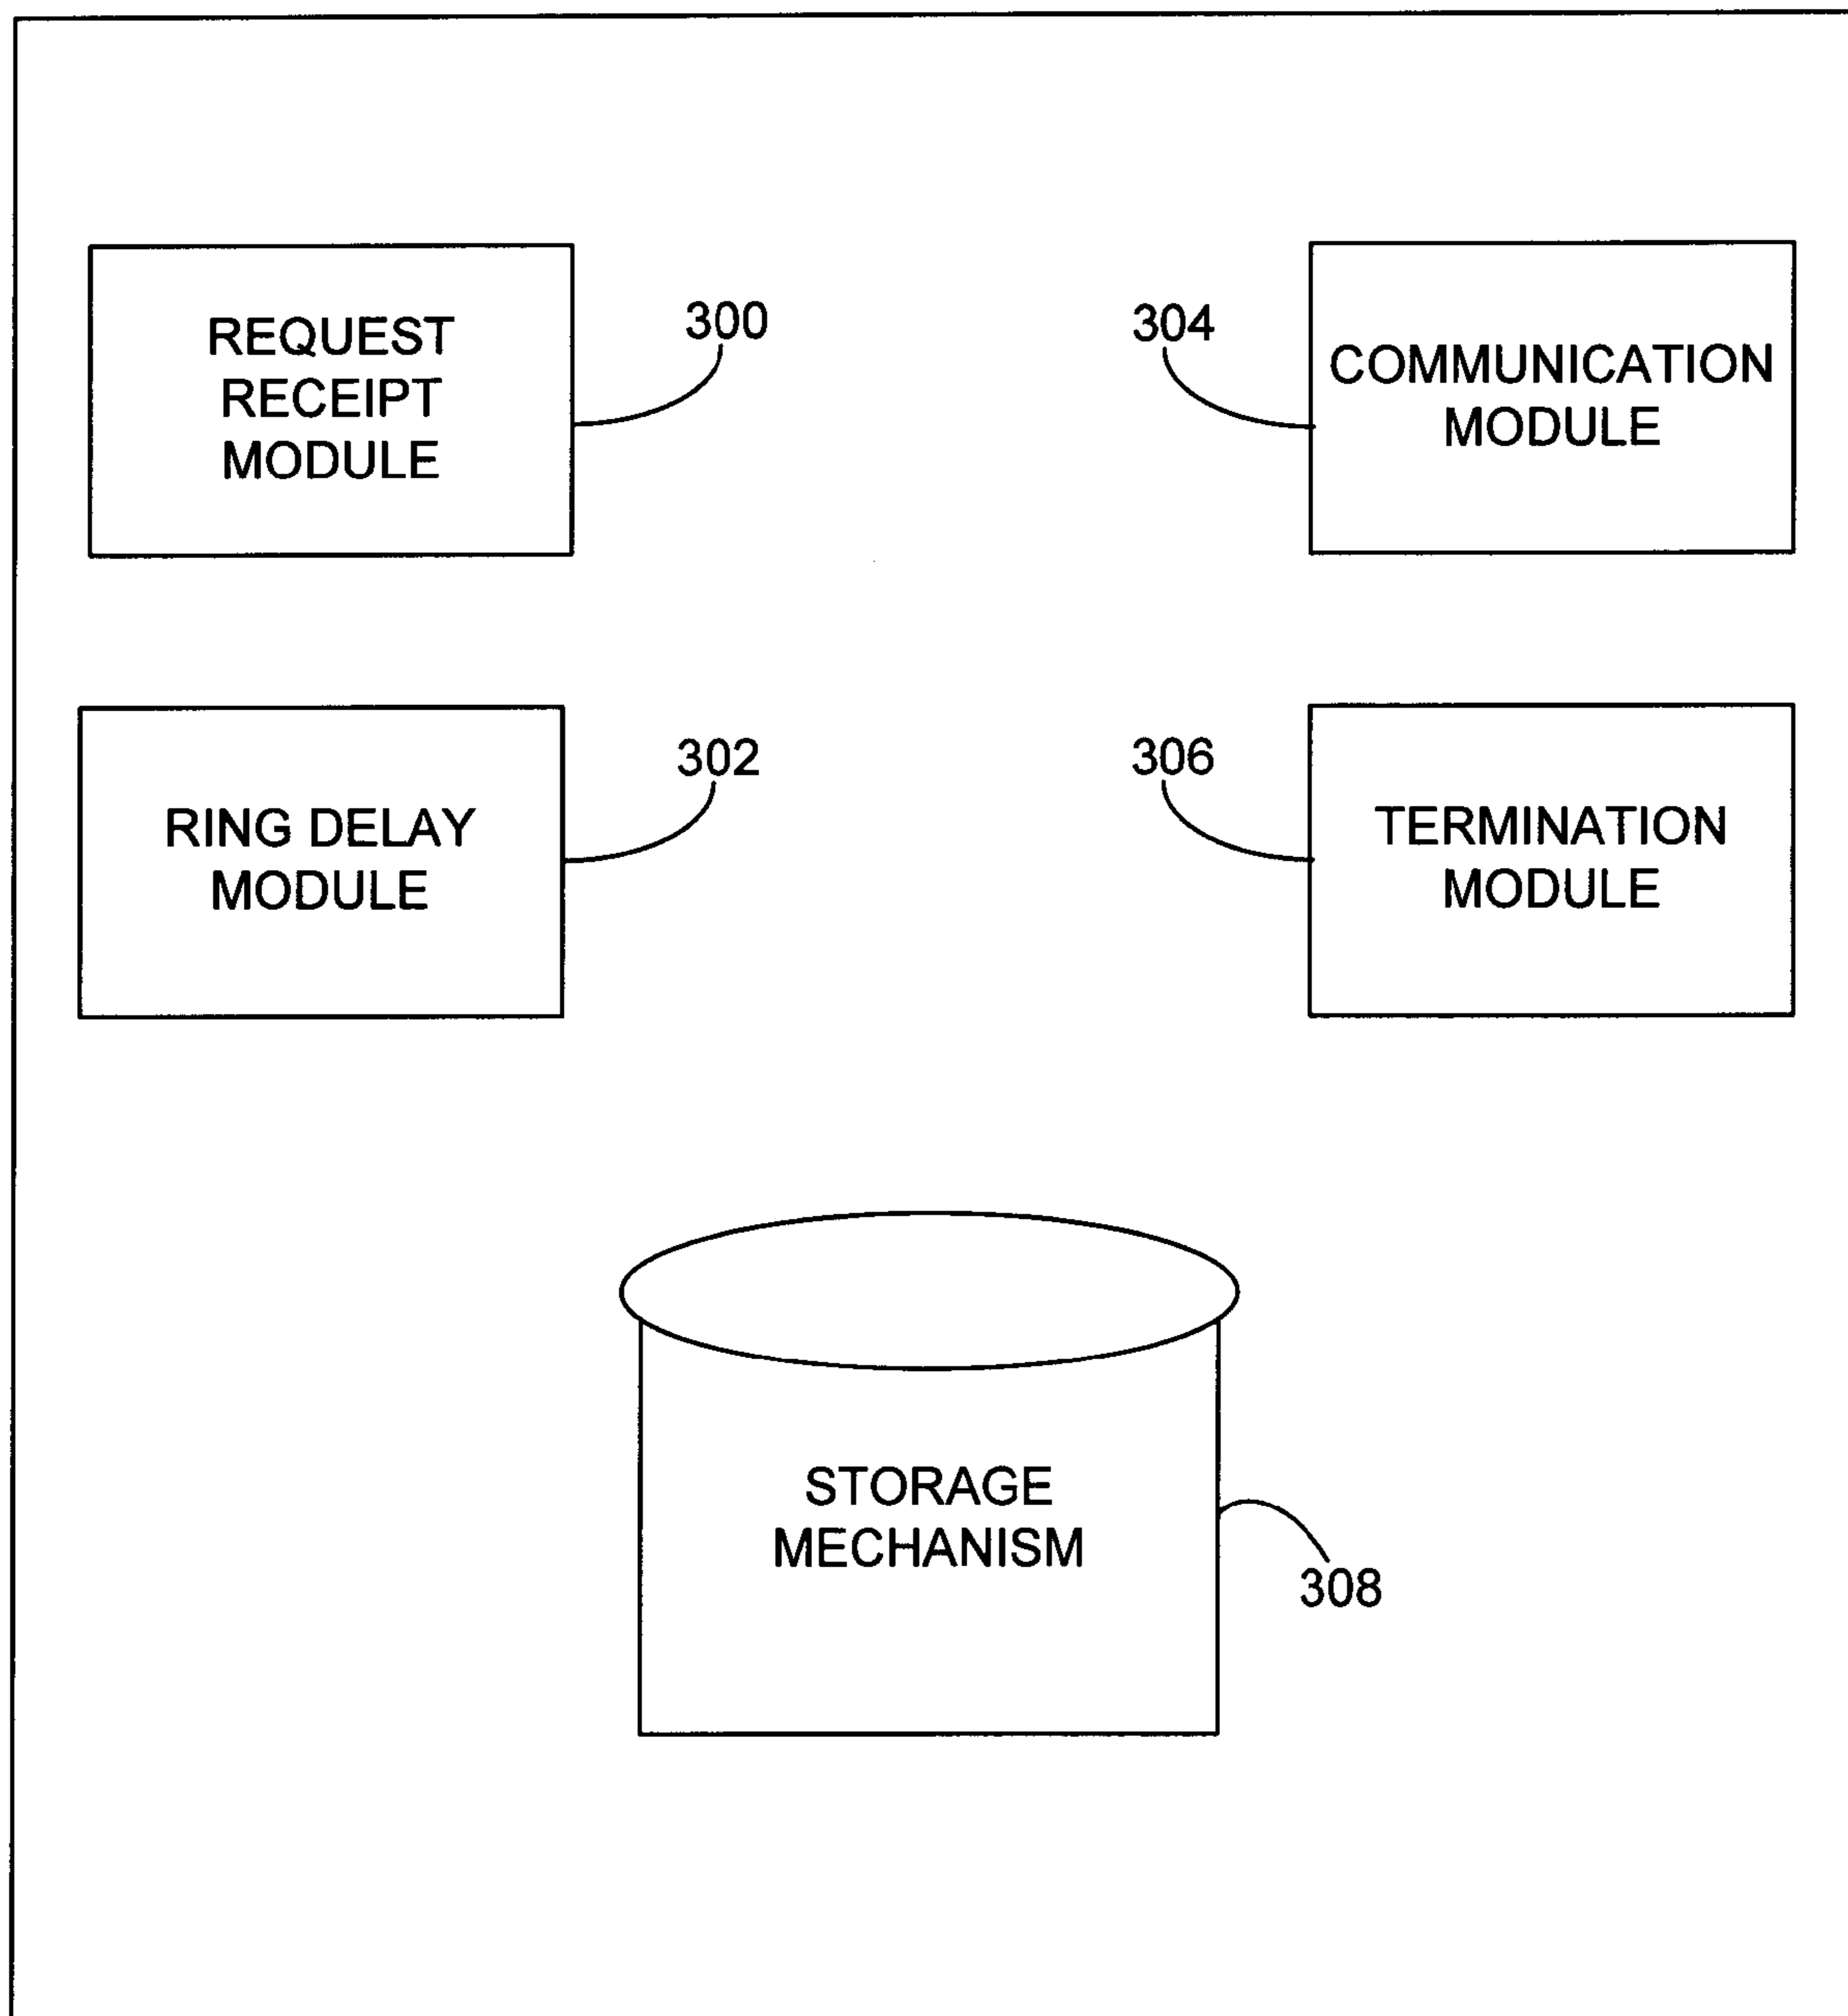 REQUEST
RECEIPT
MODULE
300
304
COMMUNICATION
MODULE
RING DELAY
MODULE
302
306
TERMINATION
MODULE
STORAGE
MECHANISM
308